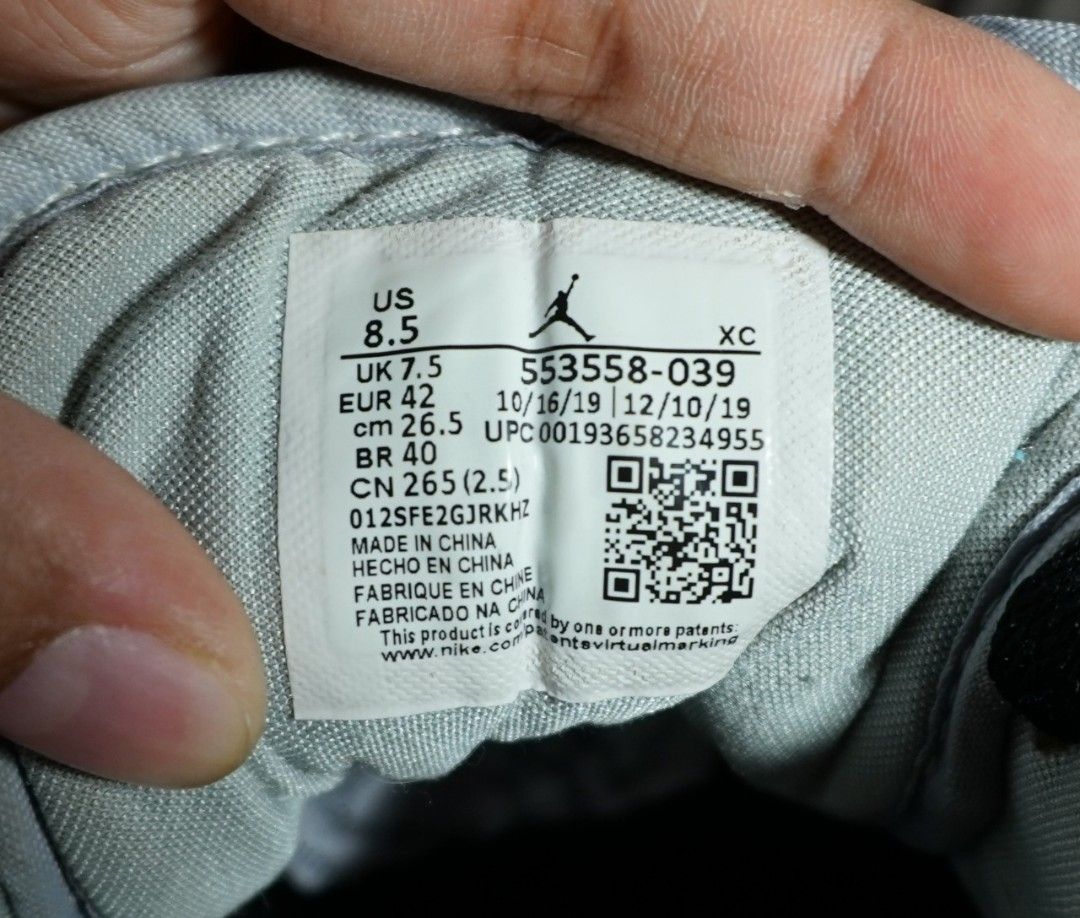 US
8.5
XC
UK 7.5
553558-039
EUR 42
10/16/19 | 12/10/19
cm 26.5
UPC 00193658234955
BR 40
CN 265 (2.5)
012SFE2GJRKHZ
MADE IN CHINA
HECHO EN CHINA
FABRIQUE EN CHINE
FABRICADO NA CHINA
This product is covered by one or more patents:
www.nike.com/patentsvirtualmarking